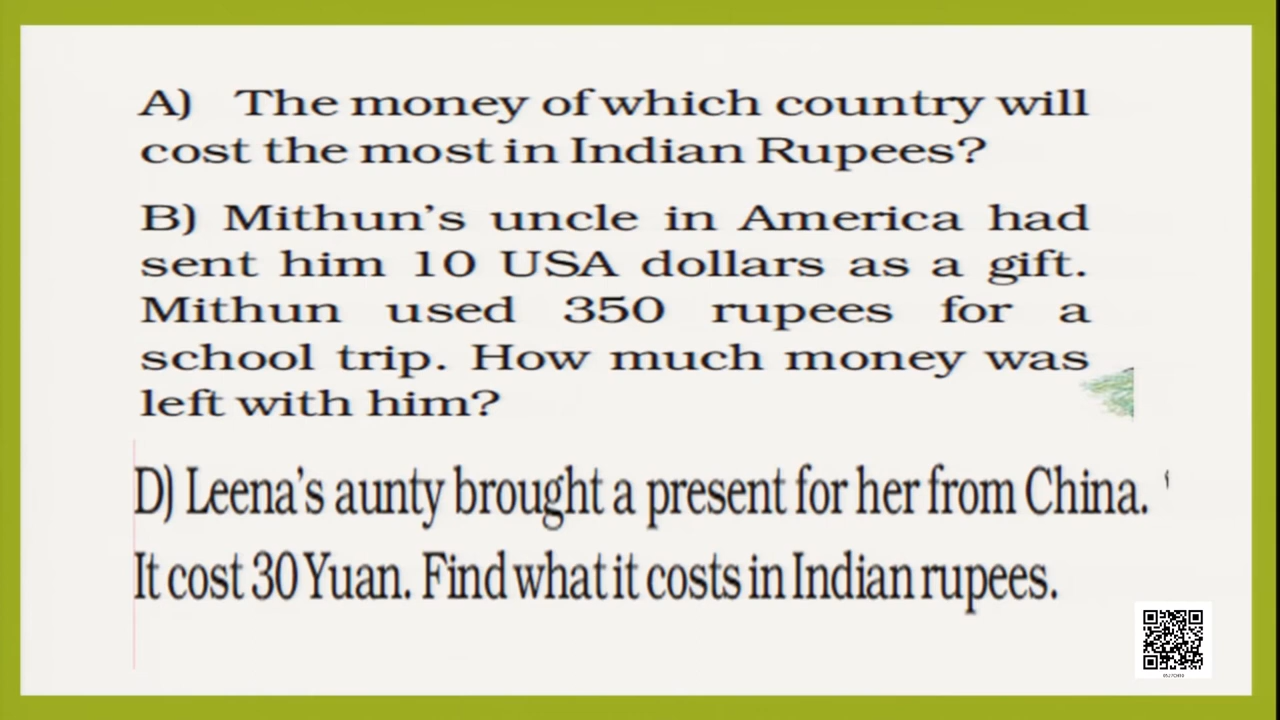 A) The money of which country will
cost the most in Indian Rupees?
B) Mithun's uncle in America had
sent him 10 USA dollars as a gift.
Mithun used 350 rupees for a
school trip. How much money was
left with him?
D) Leena's aunty brought a present for her from China. '
It cost 30 Yuan. Find what it costs in Indian rupees.